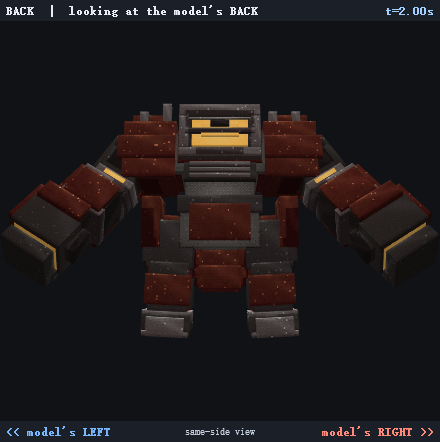 BACK | looking at the model's BACK t=2.00s
<< model's LEFT same-side view model's RIGHT >>